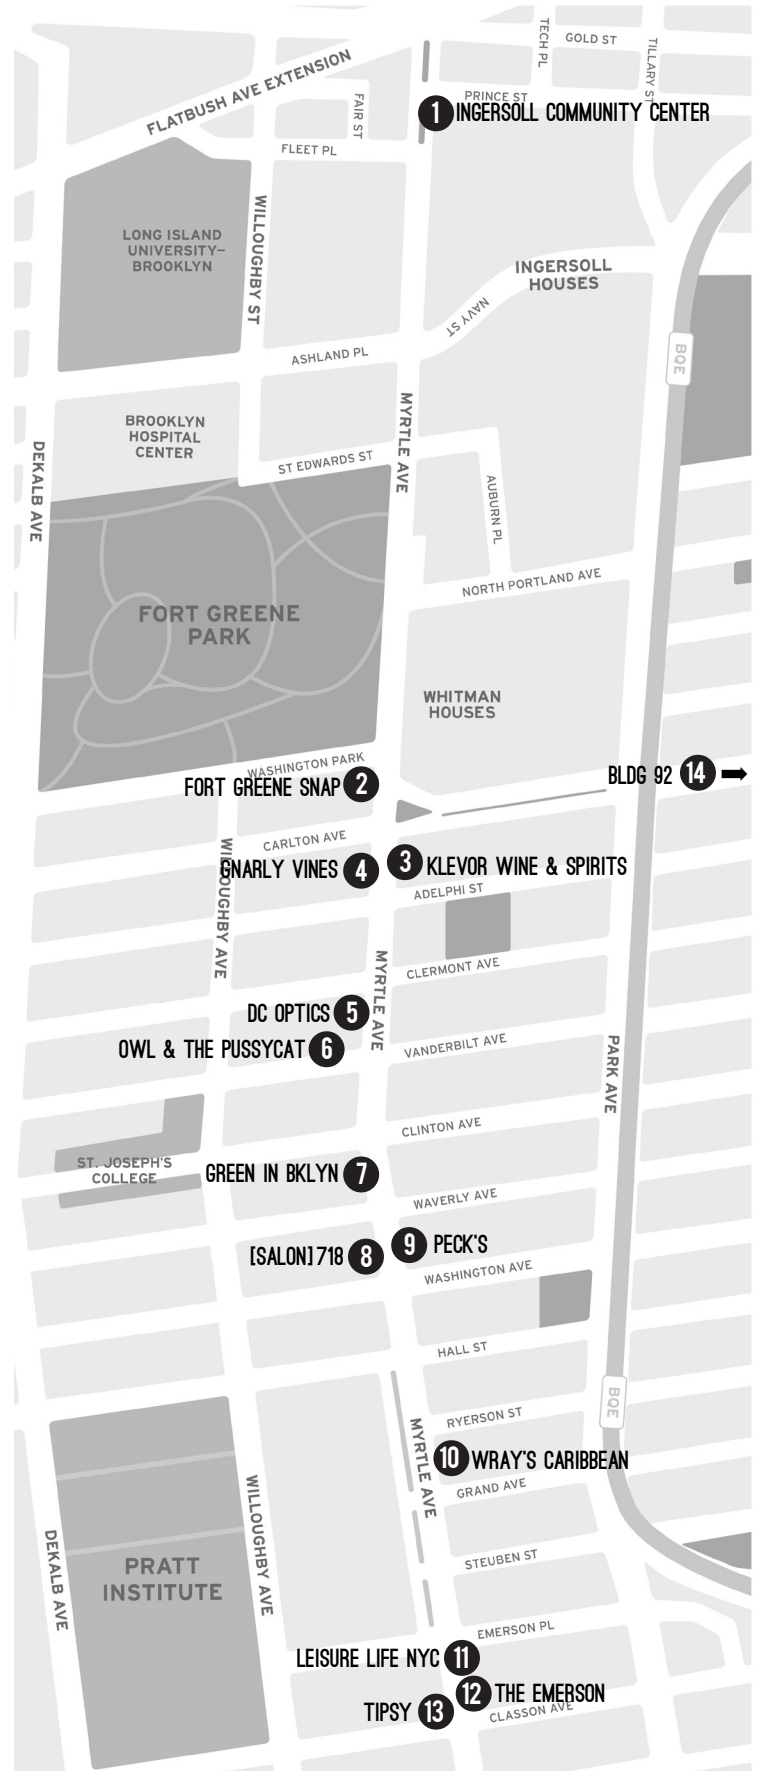 TECH PL
GOLD ST
TILLARY ST
FLATBUSH AVE EXTENSION
FAIR ST
PRINCE ST
1 INGERSOLL COMMUNITY CENTER
FLEET PL
WILLOUGHBY ST
LONG ISLAND
UNIVERSITY–
BROOKLYN
INGERSOLL
HOUSES
NAVY ST
BQE
ASHLAND PL
MYRTLE AVE
BROOKLYN
HOSPITAL
CENTER
DEKALB AVE
ST EDWARDS ST
AUBURN PL
NORTH PORTLAND AVE
FORT GREENE
PARK
WHITMAN
HOUSES
WASHINGTON PARK
FORT GREENE SNAP 2
BLDG 92 14
CARLTON AVE
WILLOUGHBY AVE
GNARLY VINES 4
3 KLEVOR WINE & SPIRITS
ADELPHI ST
MYRTLE AVE
CLERMONT AVE
DC OPTICS 5
OWL & THE PUSSYCAT 6
VANDERBILT AVE
PARK AVE
CLINTON AVE
ST. JOSEPH'S
COLLEGE
GREEN IN BKLYN 7
WAVERLY AVE
[SALON]718 8
9 PECK'S
WASHINGTON AVE
HALL ST
BQE
RYERSON ST
MYRTLE AVE
10 WRAY'S CARIBBEAN
GRAND AVE
WILLOUGHBY AVE
DEKALB AVE
PRATT
INSTITUTE
STEUBEN ST
EMERSON PL
LEISURE LIFE NYC 11
12 THE EMERSON
TIPSY 13
CLASSON AVE